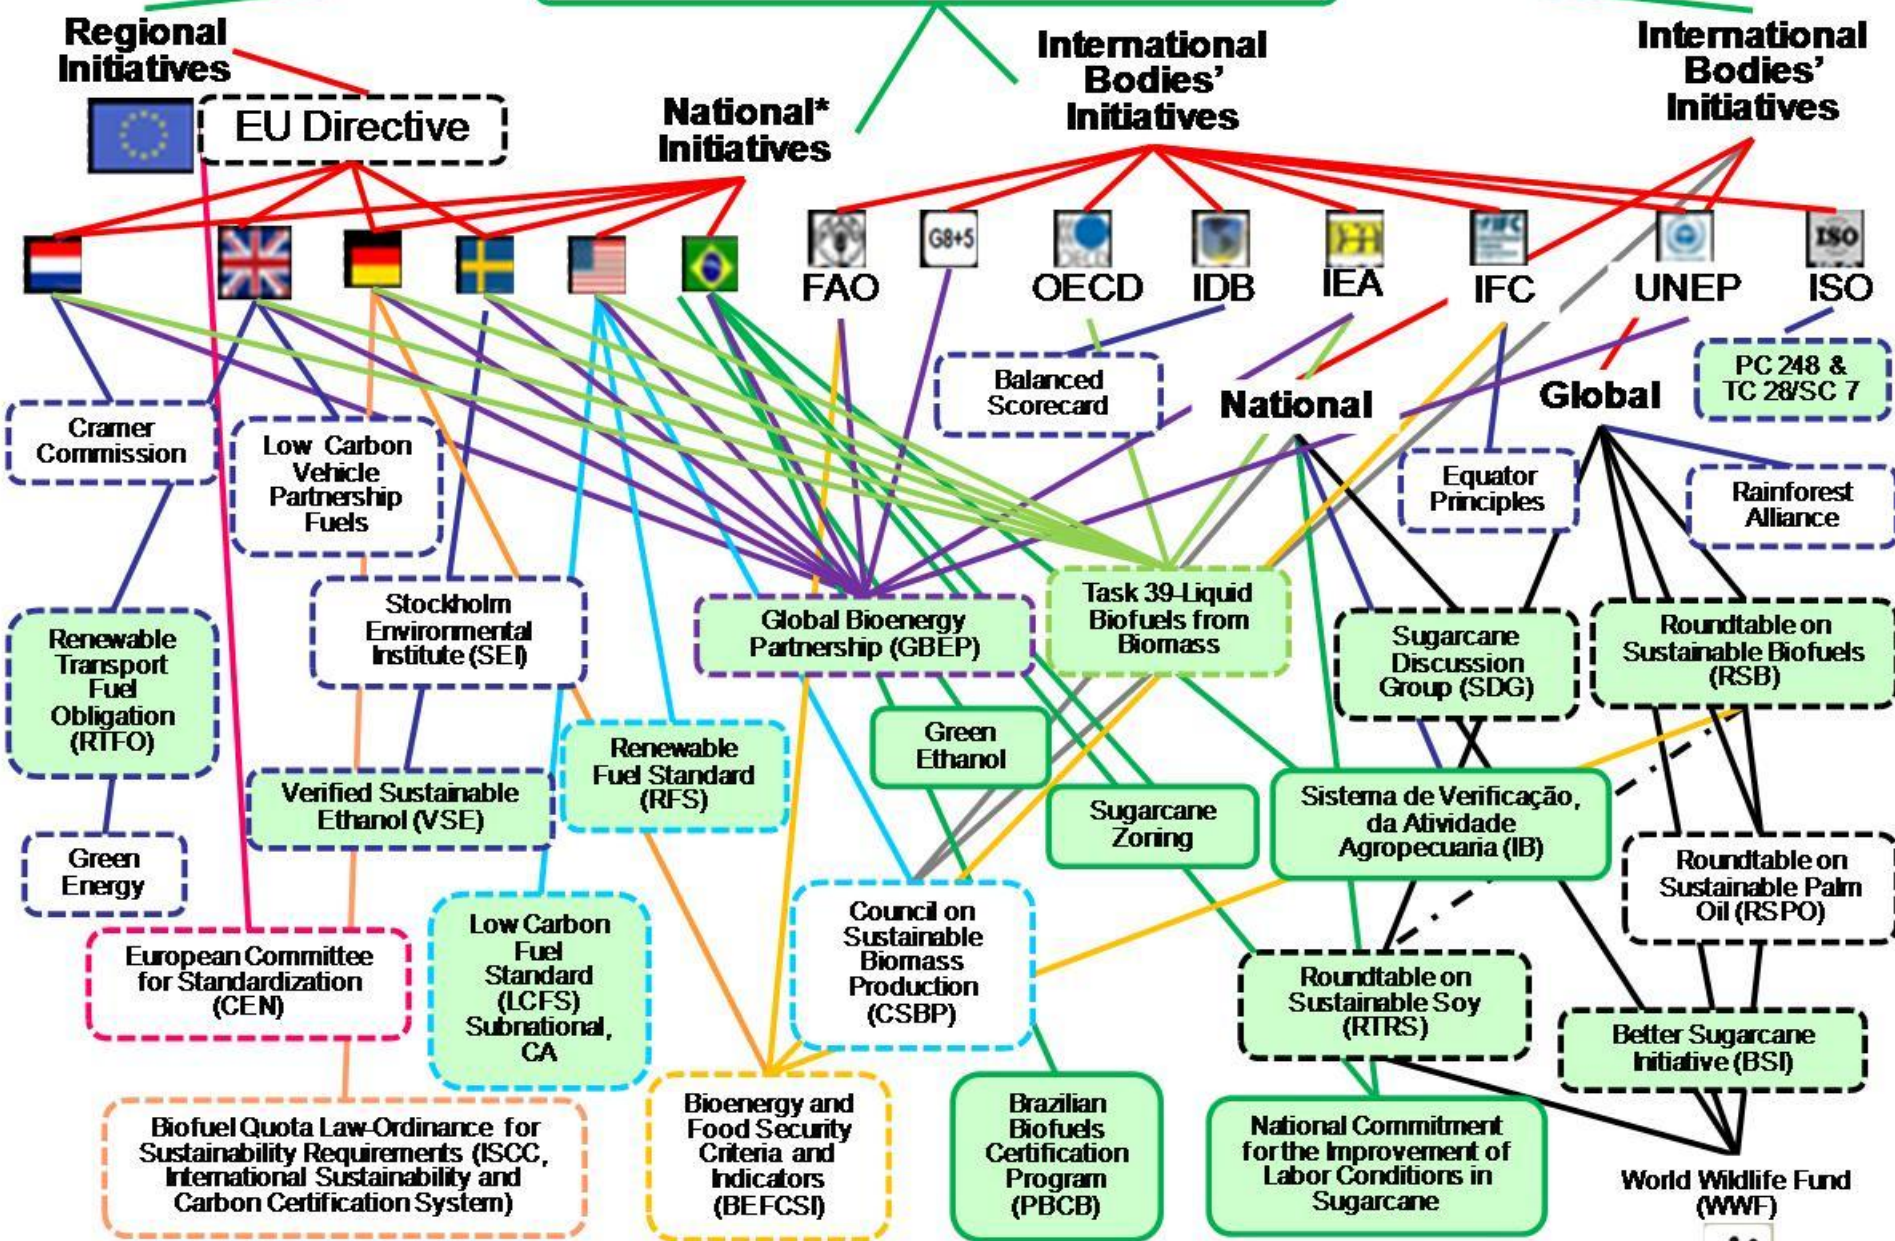 Regional
Initiatives
EU Directive
National*
Initiatives
International
Bodies’
Initiatives
International
Bodies’
Initiatives
G8+5
IFC
ISO
FAO
OECD
IDB
IEA
IFC
UNEP
ISO
Balanced
Scorecard
National
Global
PC 248 &
TC 28/SC 7
Cramer
Commission
Low Carbon
Vehicle
Partnership
Fuels
Equator
Principles
Rainforest
Alliance
Renewable
Transport
Fuel
Obligation
(RTFO)
Stockholm
Environmental
Institute (SEI)
Global Bioenergy
Partnership (GBEP)
Task 39-Liquid
Biofuels from
Biomass
Sugarcane
Discussion
Group (SDG)
Roundtable on
Sustainable Biofuels
(RSB)
Green
Ethanol
Renewable
Fuel Standard
(RFS)
Verified Sustainable
Ethanol (VSE)
Sugarcane
Zoning
Sistema de Verificação,
da Atividade
Agropecuaria (IB)
Green
Energy
Roundtable on
Sustainable Palm
Oil (RSPO)
European Committee
for Standardization
(CEN)
Low Carbon
Fuel
Standard
(LCFS)
Subnational,
CA
Council on
Sustainable
Biomass
Production
(CSBP)
Roundtable on
Sustainable Soy
(RTRS)
Better Sugarcane
Initiative (BSI)
Biofuel Quota Law-Ordinance for
Sustainability Requirements (ISCC,
International Sustainability and
Carbon Certification System)
Bioenergy and
Food Security
Criteria and
Indicators
(BEFCSI)
Brazilian
Biofuels
Certification
Program
(PBCB)
National Commitment
for the Improvement of
Labor Conditions in
Sugarcane
World Wildlife Fund
(WWF)